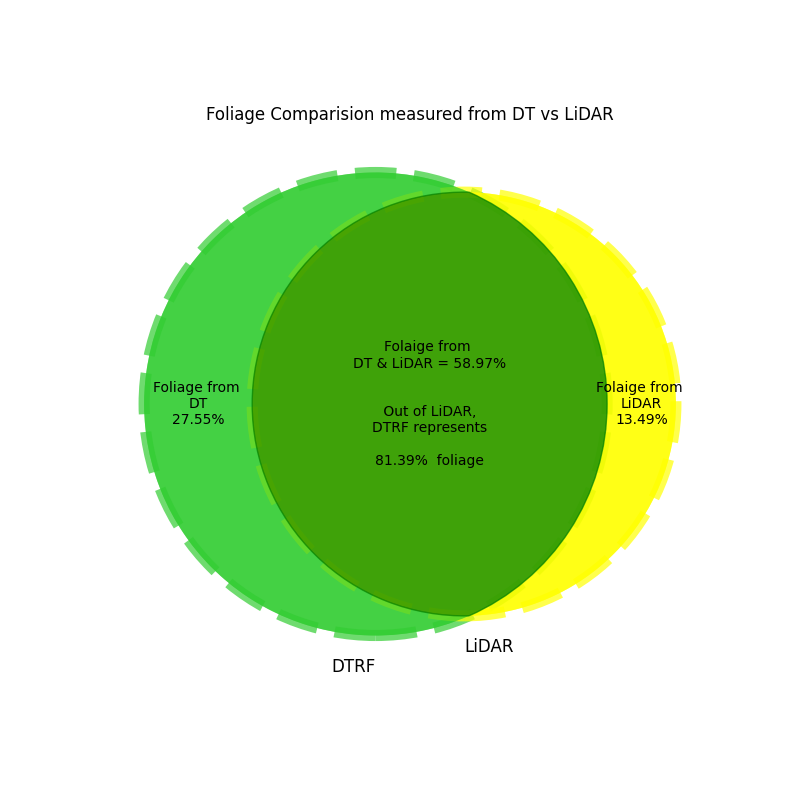 Foliage Comparision measured from DT vs LiDAR
Folaige from
DT & LiDAR = 58.97%
Foliage from
DT
27.55%
Out of LiDAR,
DTRF represents
81.39%  foliage
Folaige from
LiDAR
13.49%
LiDAR
DTRF